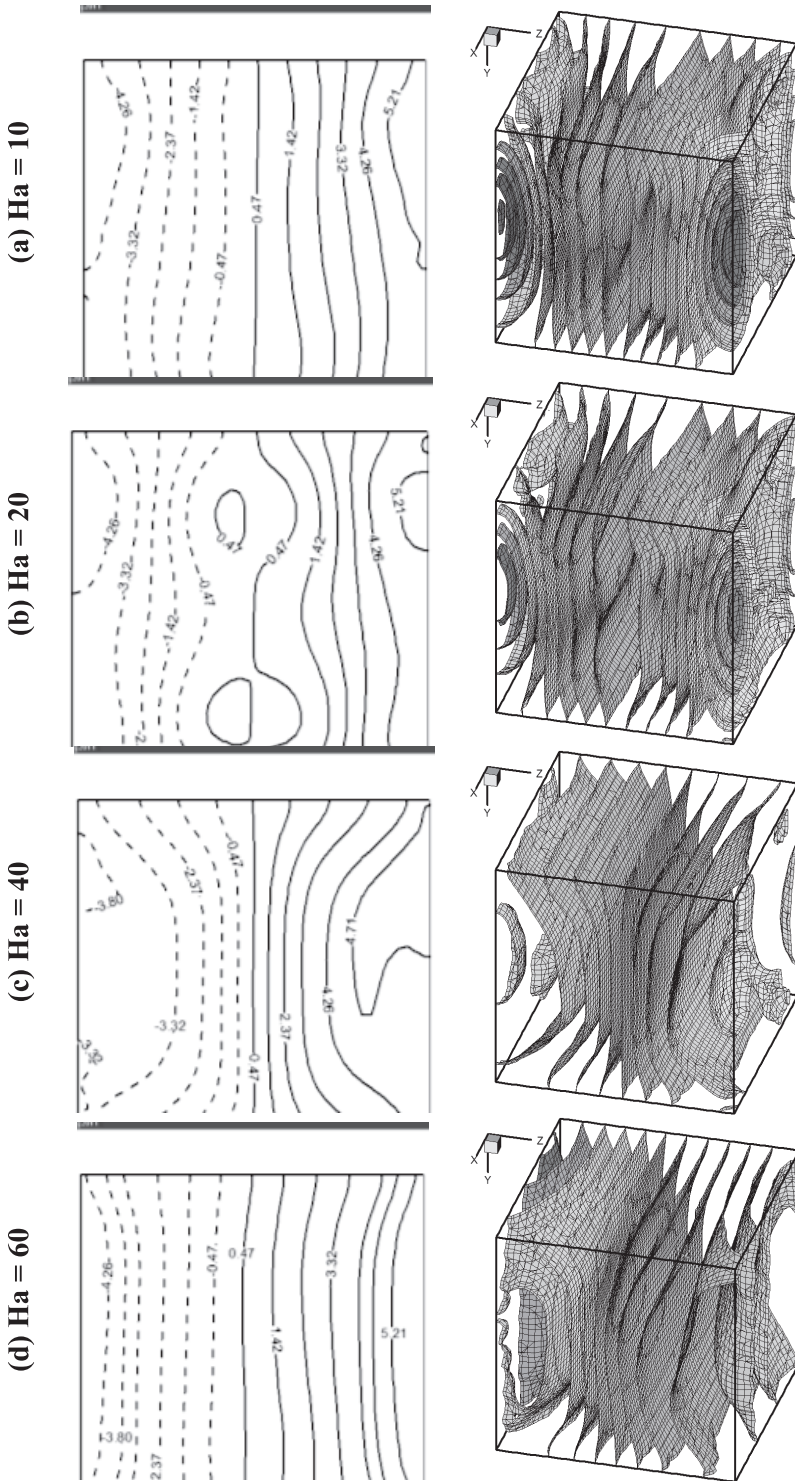 (a) Ha = 10
-4.26
-3.32
-2.37
-1.42
-0.47
0.47
1.42
3.32
4.26
5.21
X
Y
Z
(b) Ha = 20
-4.26
-3.32
-1.42
-0.47
-2
0.47
0.47
1.42
4.26
5.21
X
Y
Z
(c) Ha = 40
-3.80
-3.32
-2.37
-0.47
0.47
2.37
4.26
4.71
X
Y
Z
(d) Ha = 60
-4.26
-3.80
2.37
-0.47
0.47
1.42
3.32
5.21
X
Y
Z